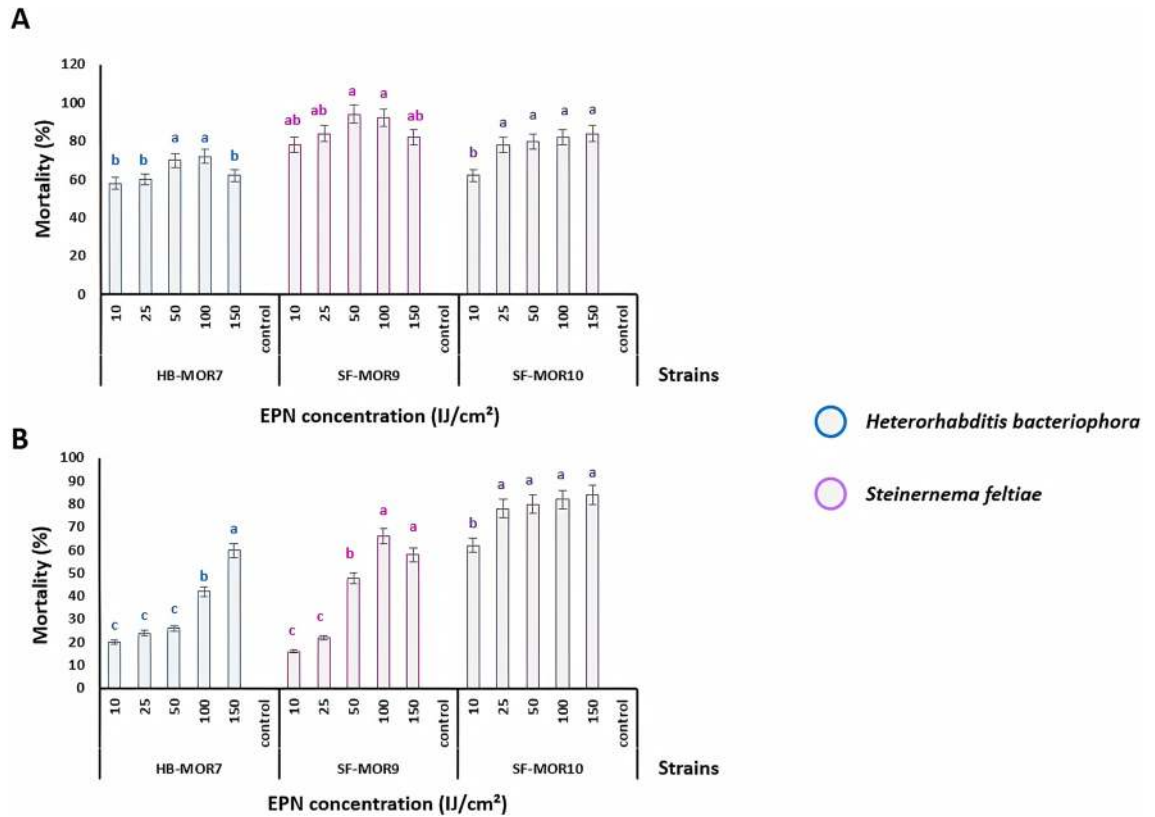 A
120
100
80
60
40
20
0
Mortality (%)
b b a a b
ab ab a a ab
b a a a a
10 25 50 100 150 control 10 25 50 100 150 control 10 25 50 100 150 control
HB-MOR7 SF-MOR9 SF-MOR10 Strains
EPN concentration (IJ/cm²)
Heterorhabditis bacteriophora
Steinernema feltiae
B
100
90
80
70
60
50
40
30
20
10
0
Mortality (%)
c c c b a
c c b a a
b a a a a
10 25 50 100 150 control 10 25 50 100 150 control 10 25 50 100 150 control
HB-MOR7 SF-MOR9 SF-MOR10 Strains
EPN concentration (IJ/cm²)